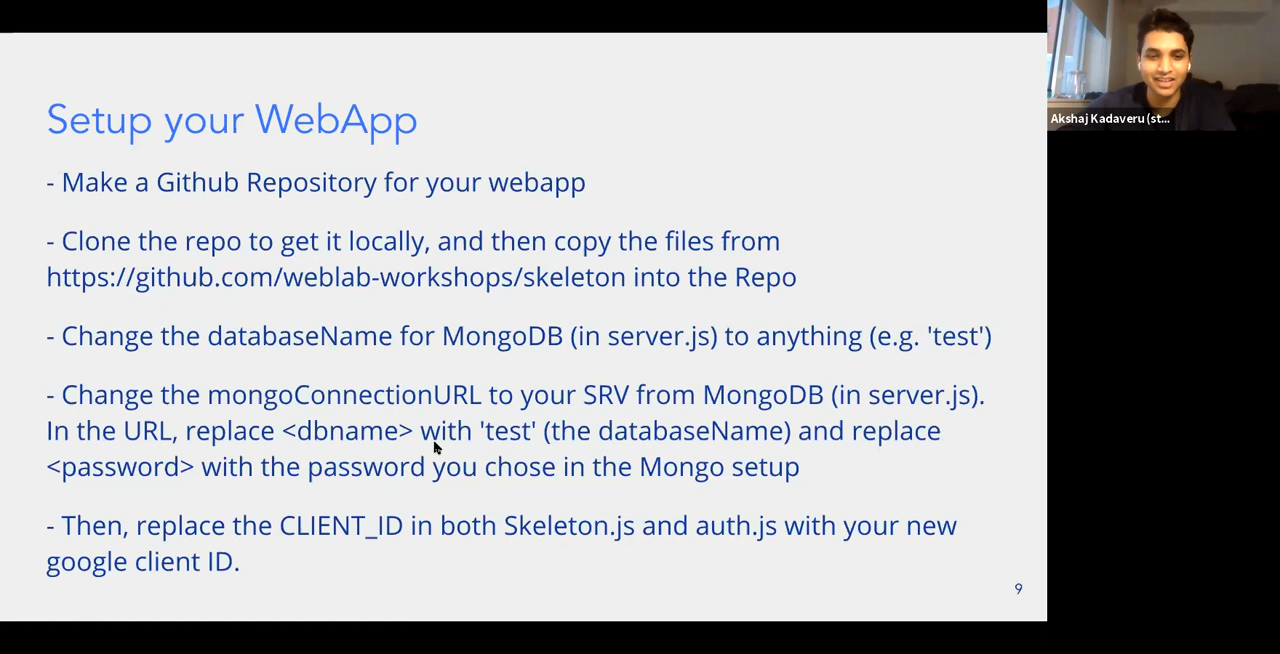 Setup your WebApp
- Make a Github Repository for your webapp
- Clone the repo to get it locally, and then copy the files from
https://github.com/weblab-workshops/skeleton into the Repo
- Change the databaseName for MongoDB (in server.js) to anything (e.g. 'test')
- Change the mongoConnectionURL to your SRV from MongoDB (in server.js).
In the URL, replace <dbname> with 'test' (the databaseName) and replace
<password> with the password you chose in the Mongo setup
- Then, replace the CLIENT_ID in both Skeleton.js and auth.js with your new
google client ID.
9
Akshaj Kadaveru (st...